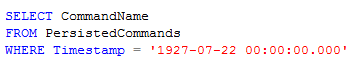 SELECT CommandName
FROM PersistedCommands
WHERE Timestamp = '1927-07-22 00:00:00.000'